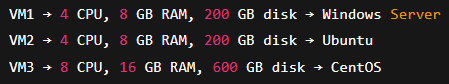 VM1 → 4 CPU, 8 GB RAM, 200 GB disk → Windows Server
VM2 → 4 CPU, 8 GB RAM, 200 GB disk → Ubuntu
VM3 → 8 CPU, 16 GB RAM, 600 GB disk → CentOS